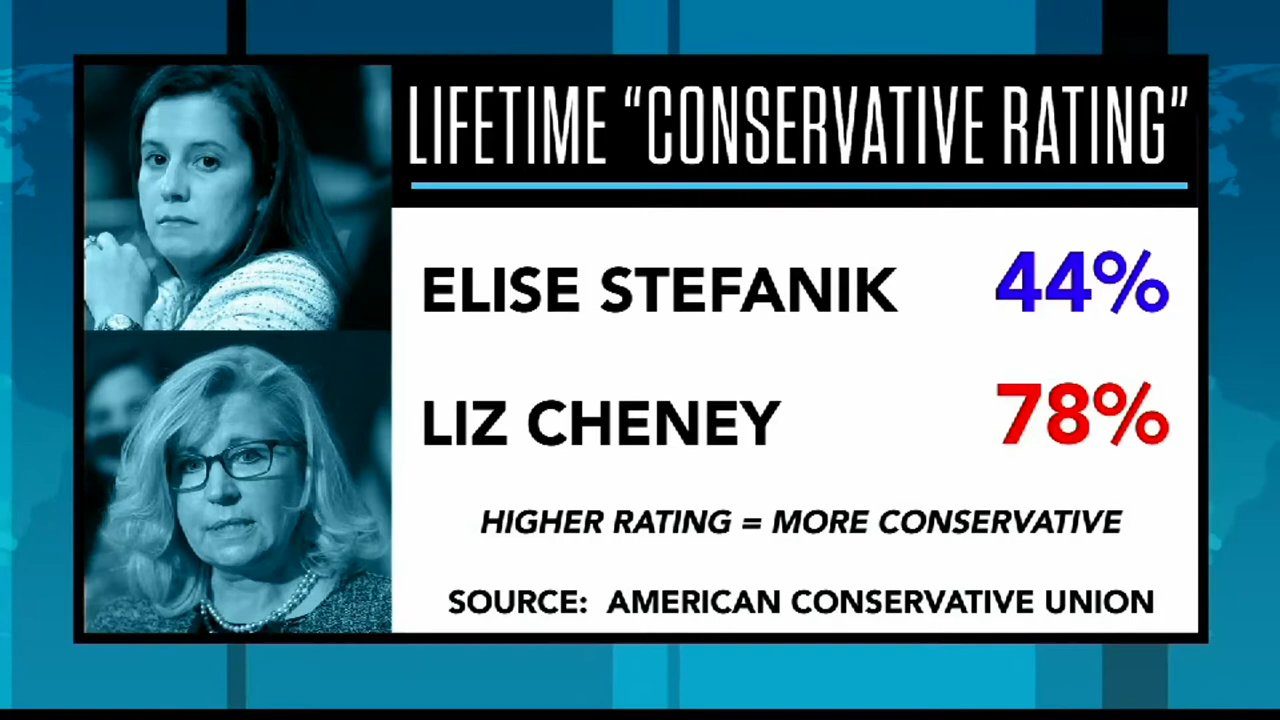 LIFETIME “CONSERVATIVE RATING”
ELISE STEFANIK 44%
LIZ CHENEY 78%
HIGHER RATING = MORE CONSERVATIVE
SOURCE: AMERICAN CONSERVATIVE UNION